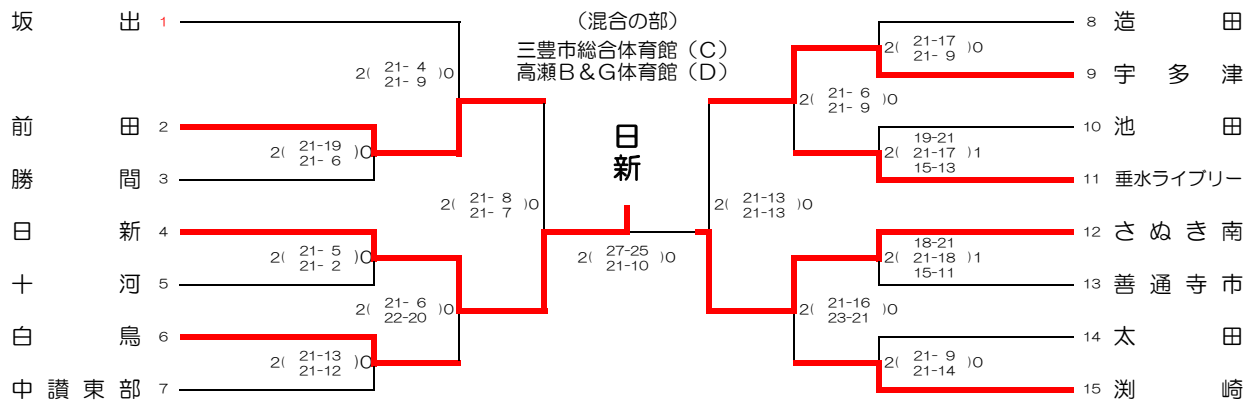 (混合の部)
三豊市総合体育館(C)
高瀬B&G体育館(D)
坂出 1
前田 2
勝間 3
日新 4
十河 5
白鳥 6
中讃東部 7
2( 21- 4 )0
21- 9
2( 21-19 )0
21- 6
2( 21- 8 )0
21- 7
2( 21- 5 )0
21- 2
2( 21- 6 )0
22-20
2( 21-13 )0
21-12
日新
2( 27-25 )0
21-10
8 造田
9 宇多津
10 池田
11 垂水ライブリー
12 さぬき南
13 善通寺市
14 太田
15 渕崎
2( 21-17 )0
21- 9
2( 21- 6 )0
21- 9
19-21
2( 21-17 )1
15-13
2( 21-13 )0
21-13
18-21
2( 21-18 )1
15-11
2( 21-16 )0
23-21
2( 21- 9 )0
21-14